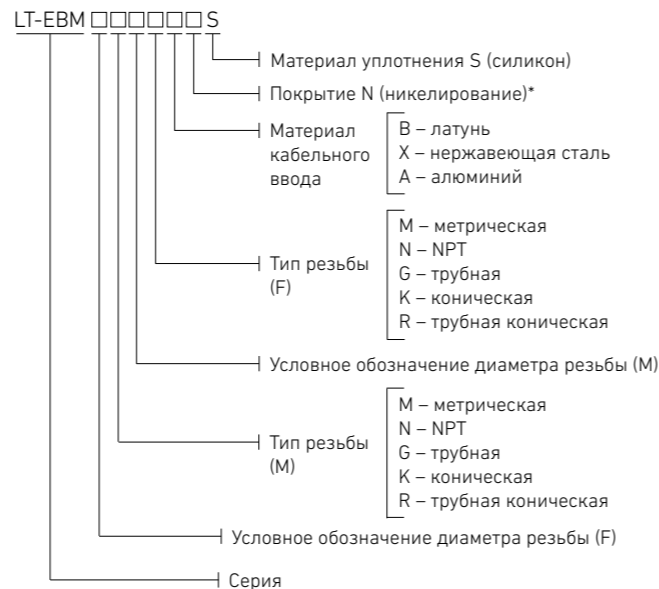 LT-EBM □□□□□□ S
Материал уплотнения S (силикон)
Покрытие N (никелирование)*
Материал
кабельного
ввода
B – латунь
X – нержавеющая сталь
A – алюминий
Тип резьбы
(F)
M – метрическая
N – NPT
G – трубная
K – коническая
R – трубная коническая
Условное обозначение диаметра резьбы (M)
Тип резьбы
(M)
M – метрическая
N – NPT
G – трубная
K – коническая
R – трубная коническая
Условное обозначение диаметра резьбы (F)
Серия